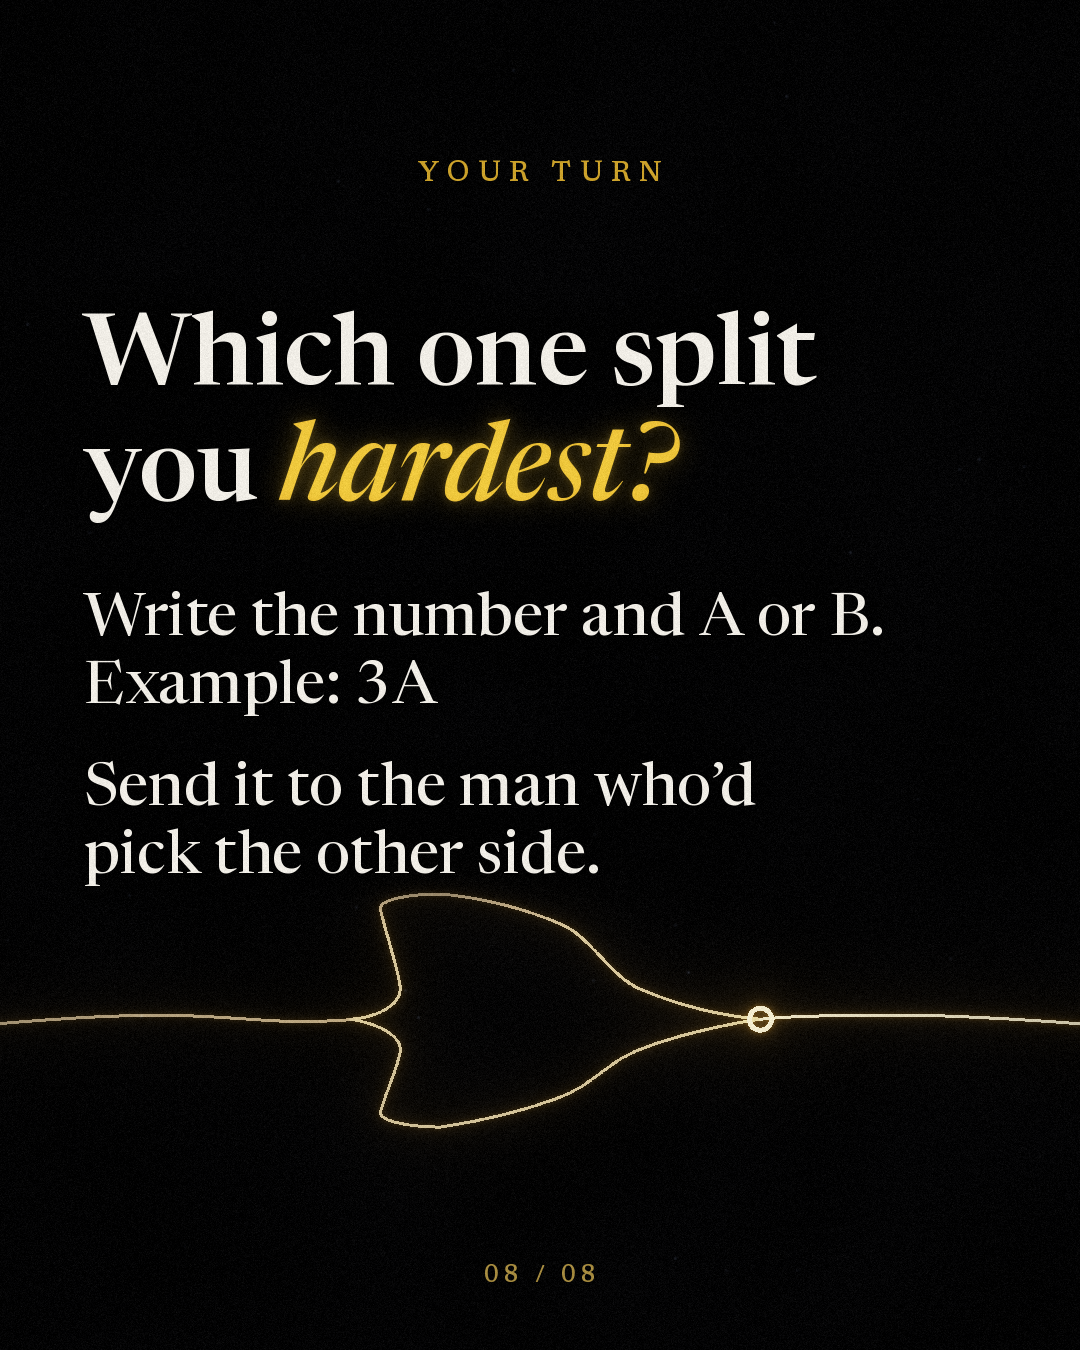 YOUR TURN
Which one split
you hardest?
Write the number and A or B.
Example: 3A
Send it to the man who’d
pick the other side.
08 / 08